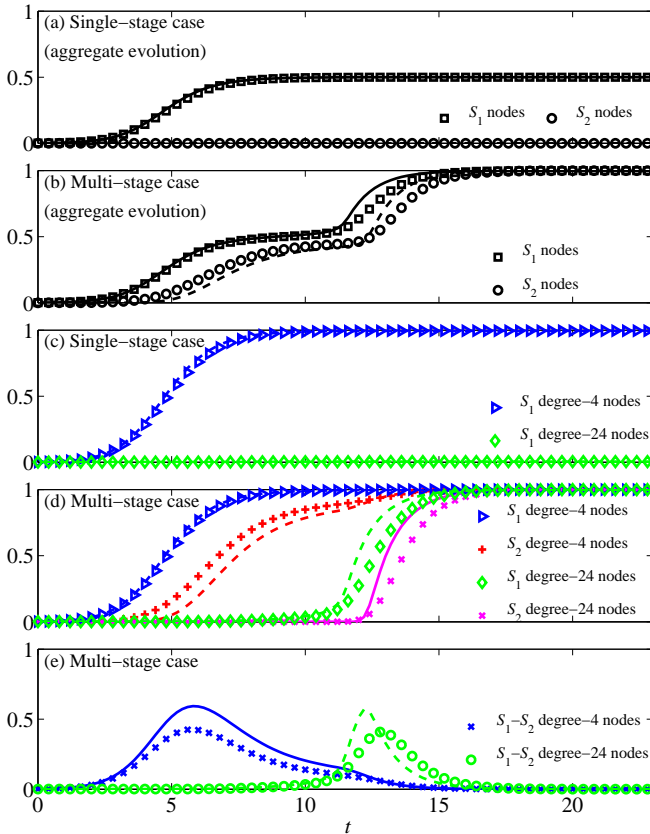 1
(a) Single−stage case
(aggregate evolution)
0.5
S1 nodes
S2 nodes
0
1
(b) Multi−stage case
(aggregate evolution)
0.5
S1 nodes
S2 nodes
0
1
(c) Single−stage case
0.5
S1 degree−4 nodes
S1 degree−24 nodes
0
1
(d) Multi−stage case
S1 degree−4 nodes
0.5
S2 degree−4 nodes
S1 degree−24 nodes
S2 degree−24 nodes
0
1
(e) Multi−stage case
0.5
S1−S2 degree−4 nodes
S1−S2 degree−24 nodes
0
0 5 10 15 20
t